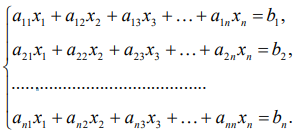 a₁₁x₁ + a₁₂x₂ + a₁₃x₃ + ... + a₁ₙxₙ = b₁,
a₂₁x₁ + a₂₂x₂ + a₂₃x₃ + ... + a₂ₙxₙ = b₂,
.....,....................................
aₙ₁x₁ + aₙ₂x₂ + aₙ₃x₃ + ... + aₙₙxₙ = bₙ.